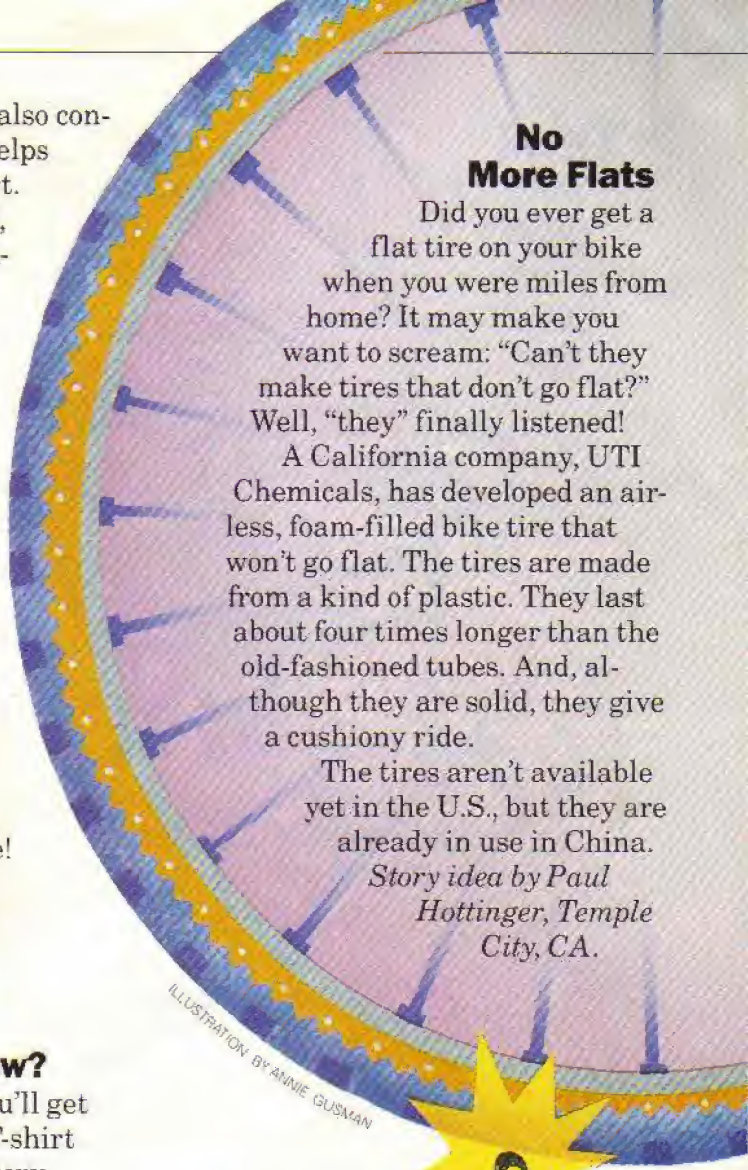 also con-
elps
t.
,
-
e!
w?
u'll get
T-shirt
No
More Flats
Did you ever get a
flat tire on your bike
when you were miles from
home? It may make you
want to scream: “Can't they
make tires that don't go flat?”
Well, “they” finally listened!
A California company, UTI
Chemicals, has developed an air-
less, foam-filled bike tire that
won't go flat. The tires are made
from a kind of plastic. They last
about four times longer than the
old-fashioned tubes. And, al-
though they are solid, they give
a cushiony ride.
The tires aren't available
yet in the U.S., but they are
already in use in China.
Story idea by Paul
Hottinger, Temple
City, CA.
ILLUSTRATION BY ANNIE GUSMAN